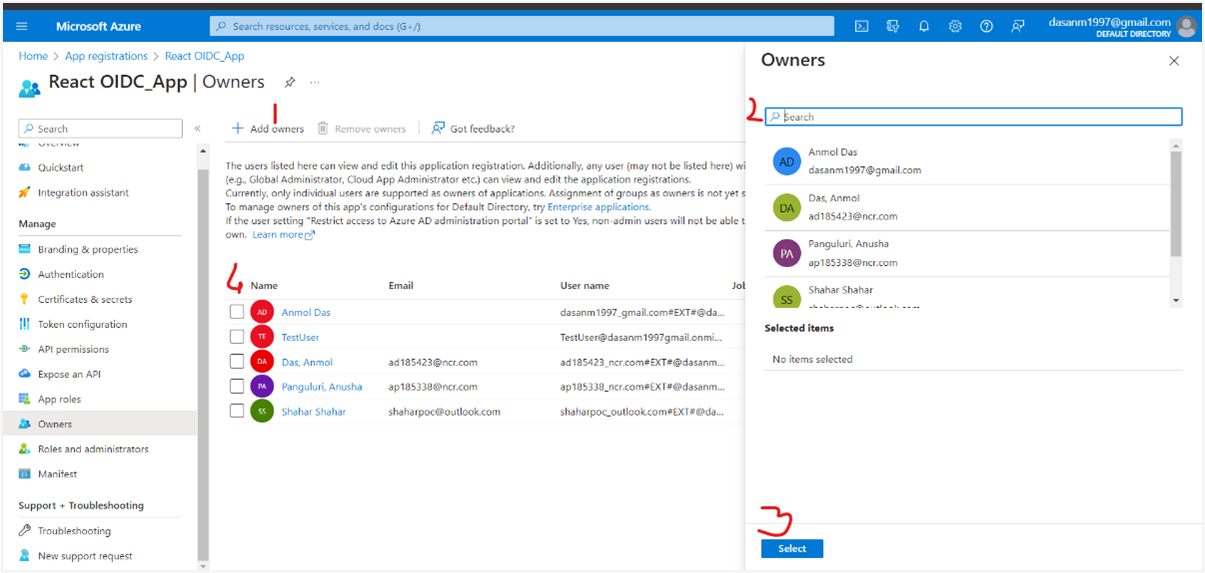 Microsoft Azure
Search resources, services, and docs (G+/)
dasanm1997@gmail.com
DEFAULT DIRECTORY
Home > App registrations > React OIDC_App
React OIDC_App | Owners
...
Search
«
Overview
Quickstart
Integration assistant
Manage
Branding & properties
Authentication
Certificates & secrets
Token configuration
API permissions
Expose an API
App roles
Owners
Roles and administrators
Manifest
Support + Troubleshooting
Troubleshooting
New support request
1
+ Add owners Remove owners Got feedback?
The users listed here can view and edit this application registration. Additionally, any user (may not be listed here) wi
(e.g., Global Administrator, Cloud App Administrator etc.) can view and edit the application registrations.
Currently, only individual users are supported as owners of applications. Assignment of groups as owners is not yet s
To manage owners of this app's configurations for Default Directory, try Enterprise applications.
If the user setting "Restrict access to Azure AD administration portal" is set to Yes, non-admin users will not be able t
own. Learn more
4
Name Email User name Job
AD Anmol Das dasanm1997_gmail.com#EXT#@da...
TE TestUser TestUser@dasanm1997gmail.onmi...
DA Das, Anmol ad185423@ncr.com ad185423_ncr.com#EXT#@dasanm...
PA Panguluri, Anusha ap185338@ncr.com ap185338_ncr.com#EXT#@dasanm...
SS Shahar Shahar shaharpoc@outlook.com shaharpoc_outlook.com#EXT#@da...
Owners
2
Search
AD
Anmol Das
dasanm1997@gmail.com
DA
Das, Anmol
ad185423@ncr.com
PA
Panguluri, Anusha
ap185338@ncr.com
SS
Shahar Shahar
shaharpoc@outlook.com
Selected items
No items selected
3
Select